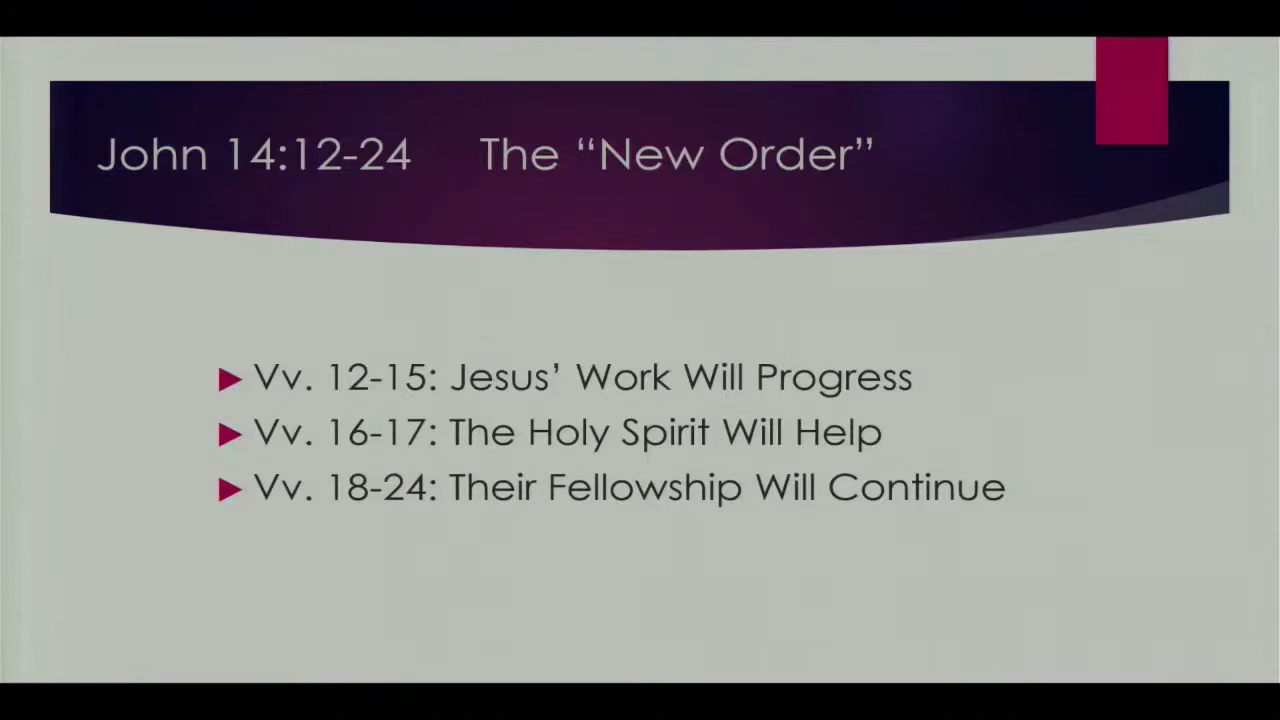 John 14:12-24 The “New Order”
Vv. 12-15: Jesus’ Work Will Progress
Vv. 16-17: The Holy Spirit Will Help
Vv. 18-24: Their Fellowship Will Continue